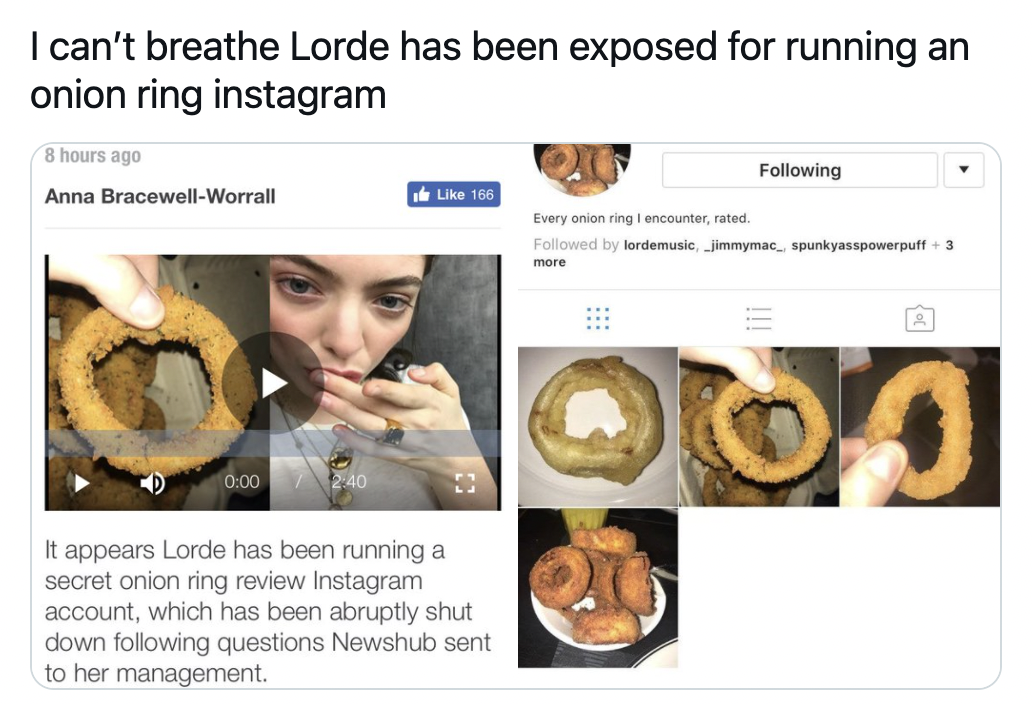 I can’t breathe Lorde has been exposed for running an
onion ring instagram
8 hours ago
Anna Bracewell-Worrall
Like 166
0:00 / 2:40
It appears Lorde has been running a
secret onion ring review Instagram
account, which has been abruptly shut
down following questions Newshub sent
to her management.
Following
Every onion ring I encounter, rated.
Followed by lordemusic, _jimmymac_, spunkyasspowerpuff + 3
more